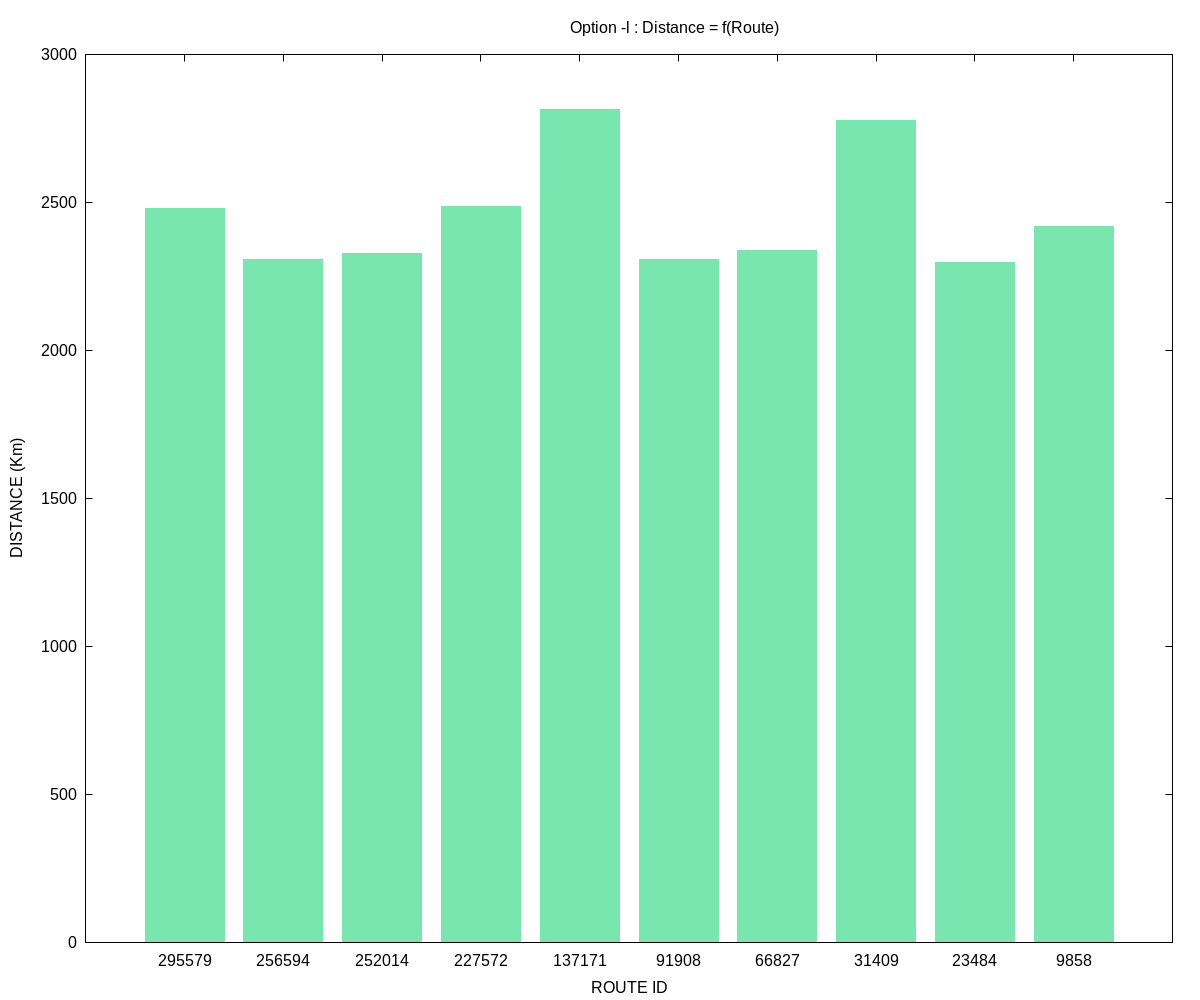 Option -l : Distance = f(Route)
3000
2500
2000
1500
1000
500
0
DISTANCE (Km)
295579 256594 252014 227572 137171 91908 66827 31409 23484 9858
ROUTE ID